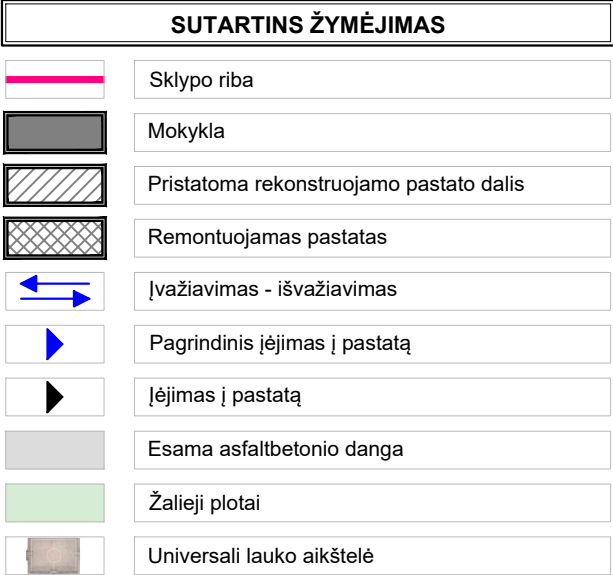 SUTARTINS ŽYMĖJIMAS
Sklypo riba
Mokykla
Pristatoma rekonstruojamo pastato dalis
Remontuojamas pastatas
Įvažiavimas - išvažiavimas
Pagrindinis įėjimas į pastatą
Įėjimas į pastatą
Esama asfaltbetonio danga
Žalieji plotai
Universali lauko aikštelė